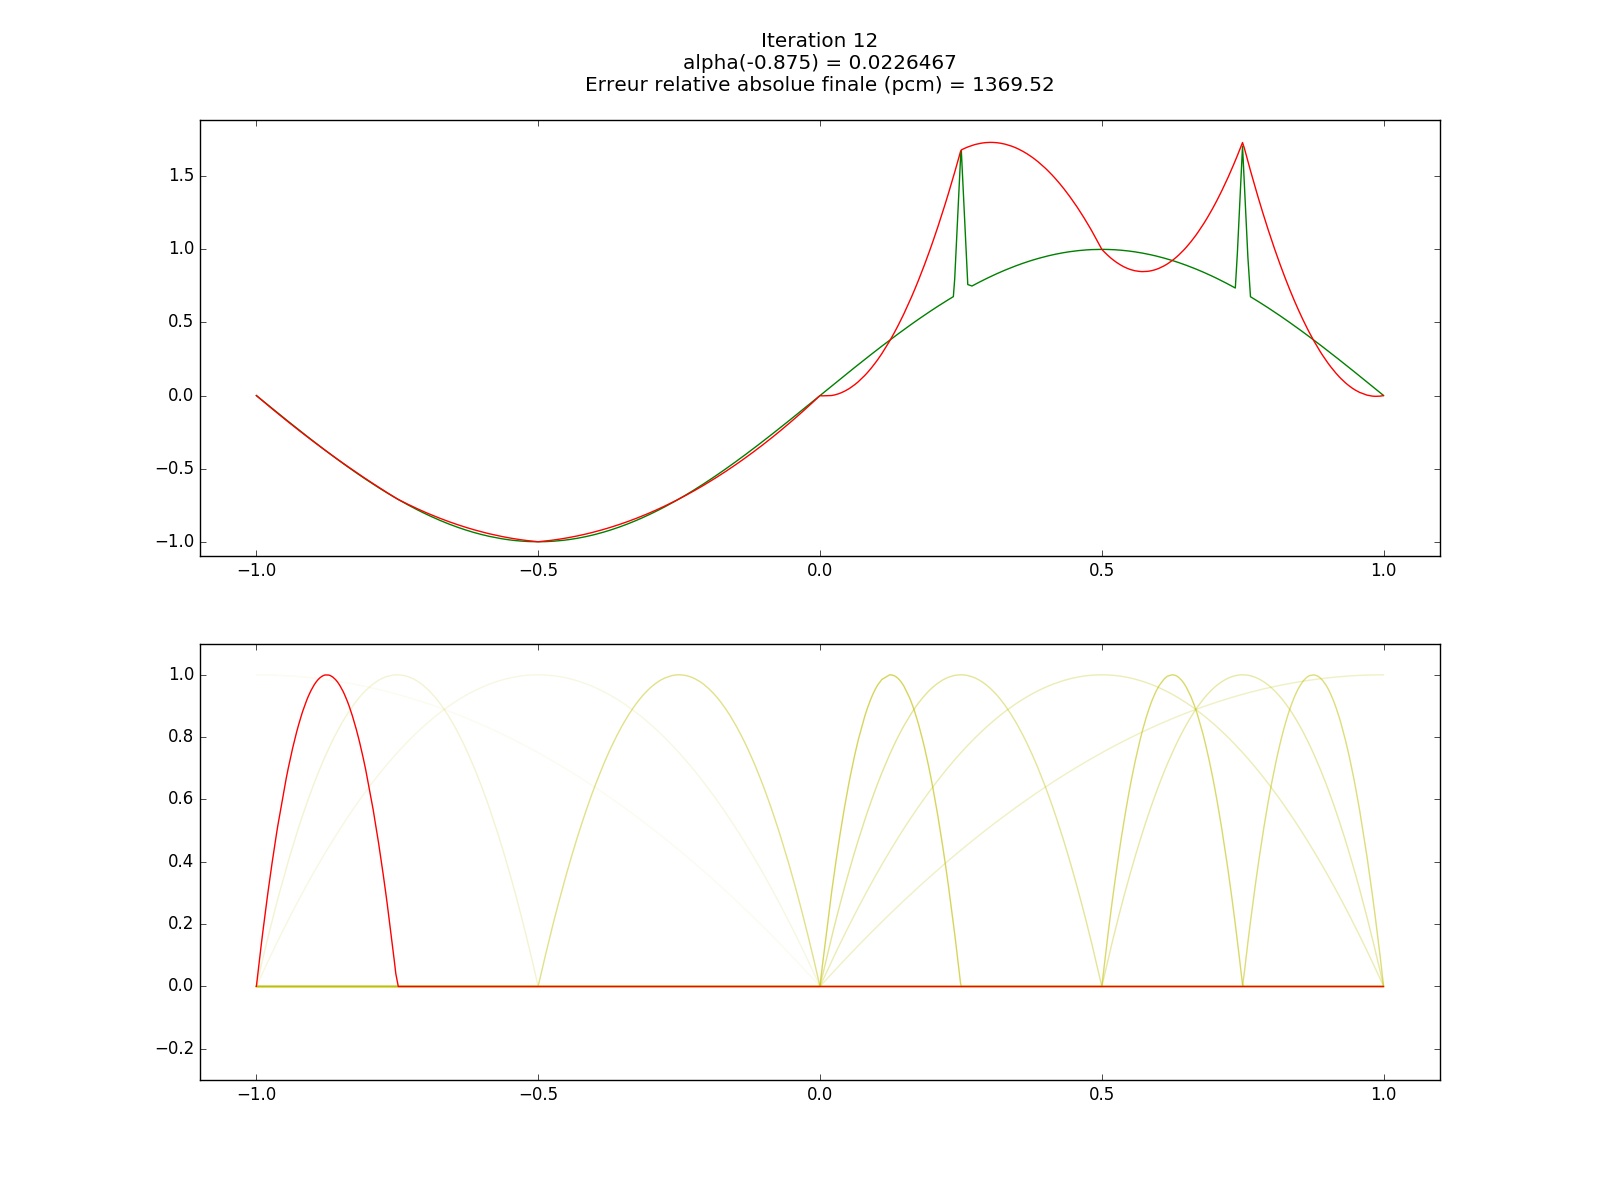 Iteration 12
alpha(-0.875) = 0.0226467
Erreur relative absolue finale (pcm) = 1369.52
1.5
1.0
0.5
0.0
−0.5
−1.0
−1.0 −0.5 0.0 0.5 1.0
1.0
0.8
0.6
0.4
0.2
0.0
−0.2
−1.0 −0.5 0.0 0.5 1.0